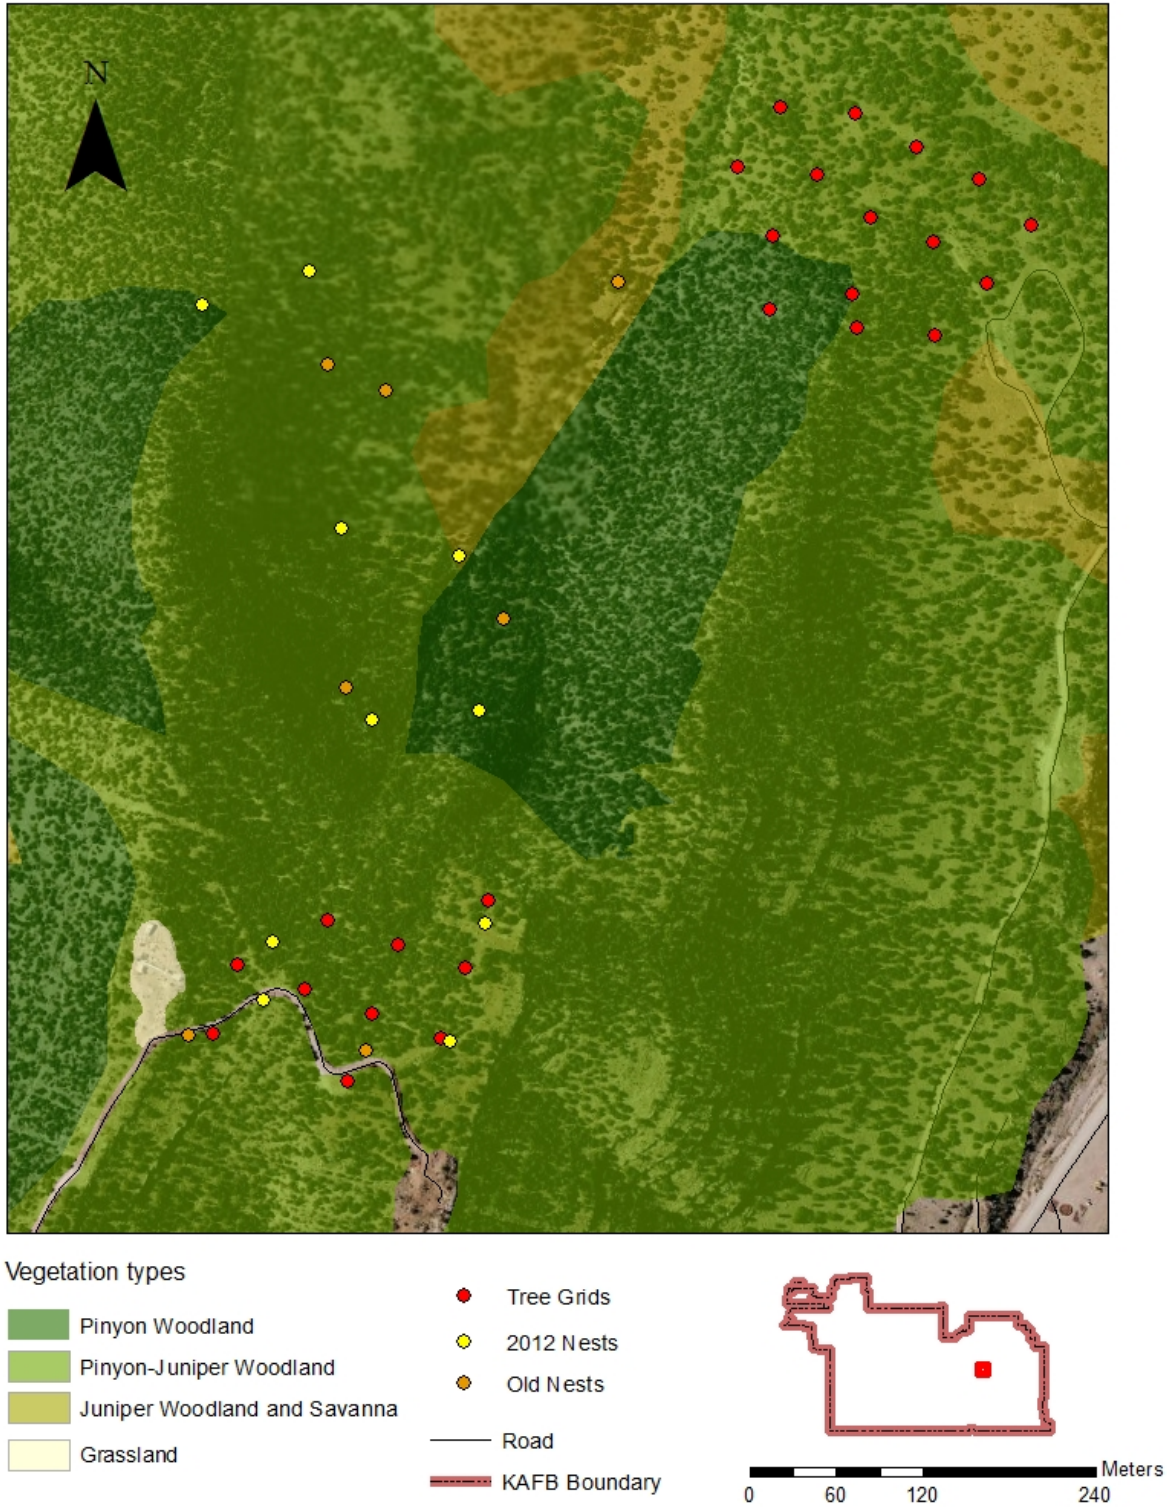 N
Vegetation types
Pinyon Woodland
Pinyon-Juniper Woodland
Juniper Woodland and Savanna
Grassland
Tree Grids
2012 Nests
Old Nests
Road
KAFB Boundary
Meters
0 60 120 240